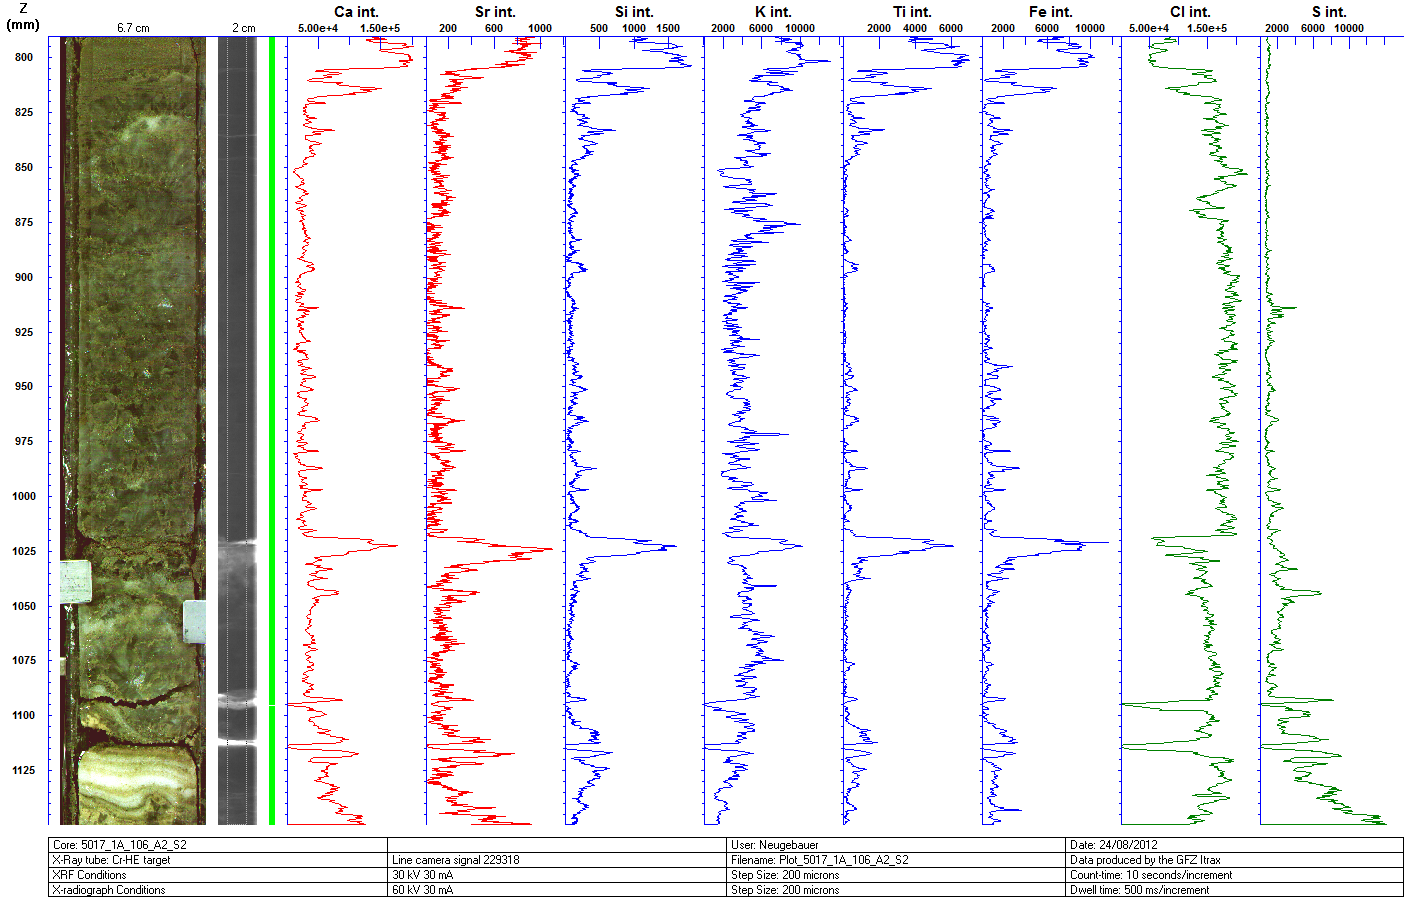 Z
(mm)
6.7 cm
2 cm
Ca int.
Sr int.
Si int.
K int.
Ti int.
Fe int.
Cl int.
S int.
5.00e+4 1.50e+5
200 600 1000
500 1000 1500
2000 6000 10000
2000 4000 6000
2000 6000 10000
5.00e+4 1.50e+5
2000 6000 10000
800
825
850
875
900
925
950
975
1000
1025
1050
1075
1100
1125
Core: 5017_1A_106_A2_S2 User: Neugebauer Date: 24/08/2012
X-Ray tube: Cr-HE target Line camera signal 229318 Filename: Plot_5017_1A_106_A2_S2 Data produced by the GFZ Itrax
XRF Conditions 30 kV 30 mA Step Size: 200 microns Count-time: 10 seconds/increment
X-radiograph Conditions 60 kV 30 mA Step Size: 200 microns Dwell time: 500 ms/increment